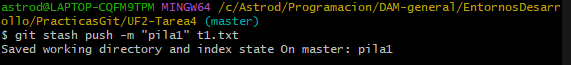 astrod@LAPTOP-CQFM9TPM MINGW64 /c/Astrod/Programacion/DAM-general/EntornosDesarr
ollo/PracticasGit/UF2-Tarea4 (master)
$ git stash push -m "pila1" t1.txt
Saved working directory and index state On master: pila1